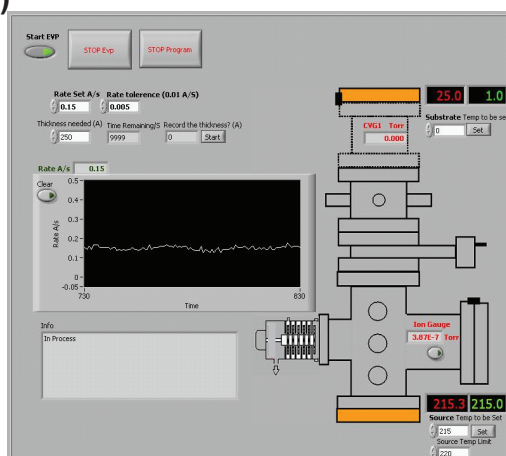 )
Start EVP
STOP Evp
STOP Program
Rate Set A/s Rate tolerence (0.01 A/S)
0.15 0.005
Thickness needed (A) Time Remaining/S Record the thickness? (A)
250 9999 0 Start
Rate A/s 0.15
Clear
0.5
0.4
0.3
0.2
0.1
0
-0.05
Rate A/s
730 830
Time
Info
In Process
25.0 1.0
Substrate Temp to be se
0 Set
CVG1 Torr
0.000
Ion Gauge
3.87E-7 Torr
215.3 215.0
Source Temp to be Set
215 Set
Source Temp Limit
220